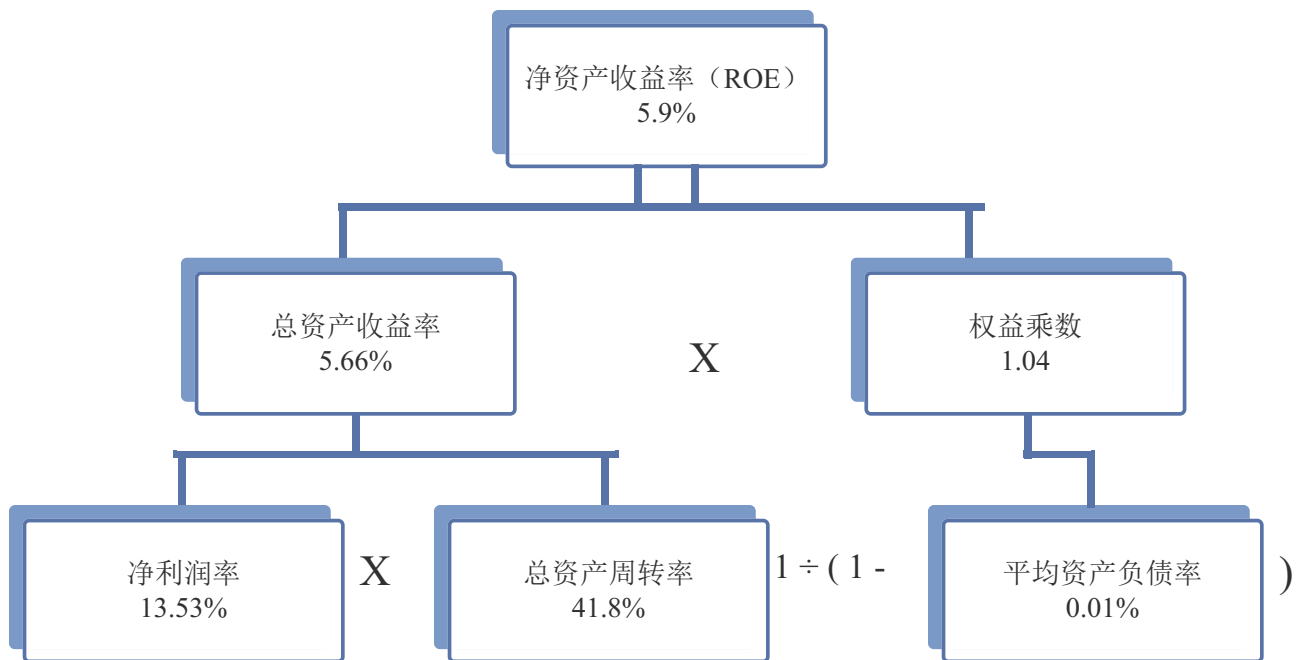 净资产收益率（ROE）
5.9%
总资产收益率
5.66%
X
权益乘数
1.04
净利润率
13.53%
X
总资产周转率
41.8%
1 ÷ ( 1 -
平均资产负债率
0.01%
)